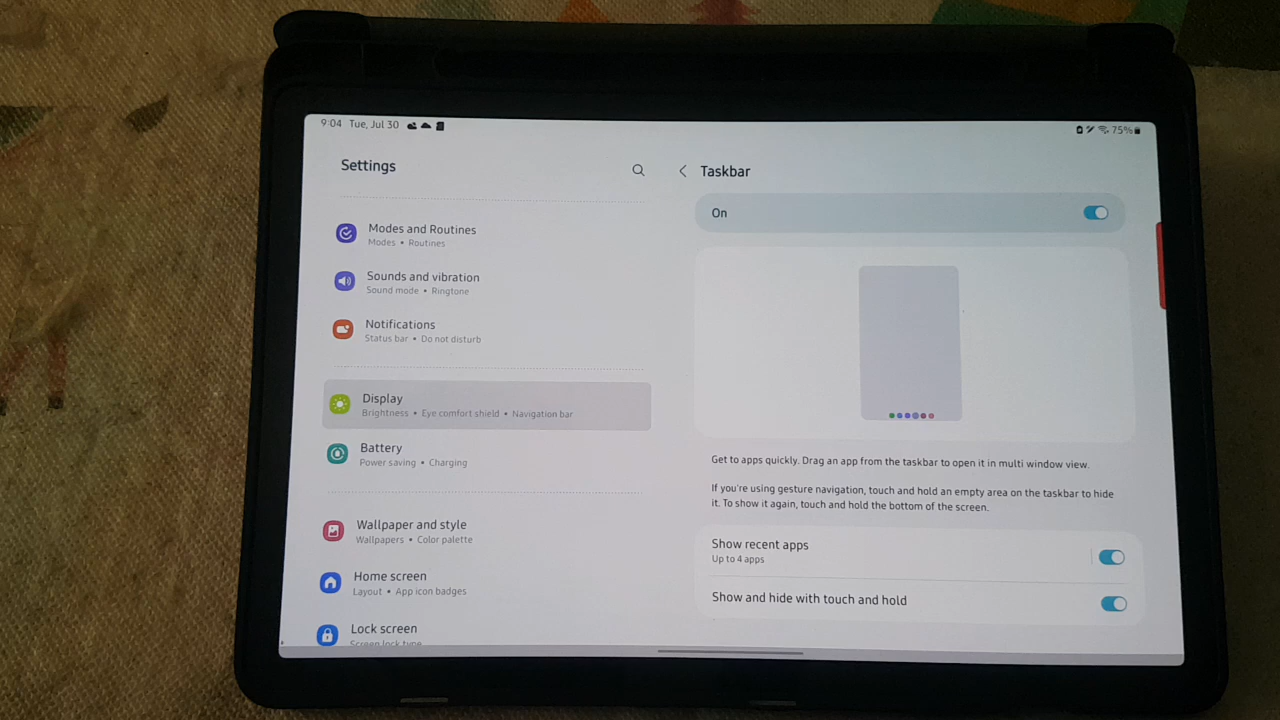 9:04 Tue, Jul 30
75%
Settings
Modes and Routines
Modes • Routines
Sounds and vibration
Sound mode • Ringtone
Notifications
Status bar • Do not disturb
Display
Brightness • Eye comfort shield • Navigation bar
Battery
Power saving • Charging
Wallpaper and style
Wallpapers • Color palette
Home screen
Layout • App icon badges
Lock screen
Screen lock type
Taskbar
On
Get to apps quickly. Drag an app from the taskbar to open it in multi window view.
If you're using gesture navigation, touch and hold an empty area on the taskbar to hide
it. To show it again, touch and hold the bottom of the screen.
Show recent apps
Up to 4 apps
Show and hide with touch and hold